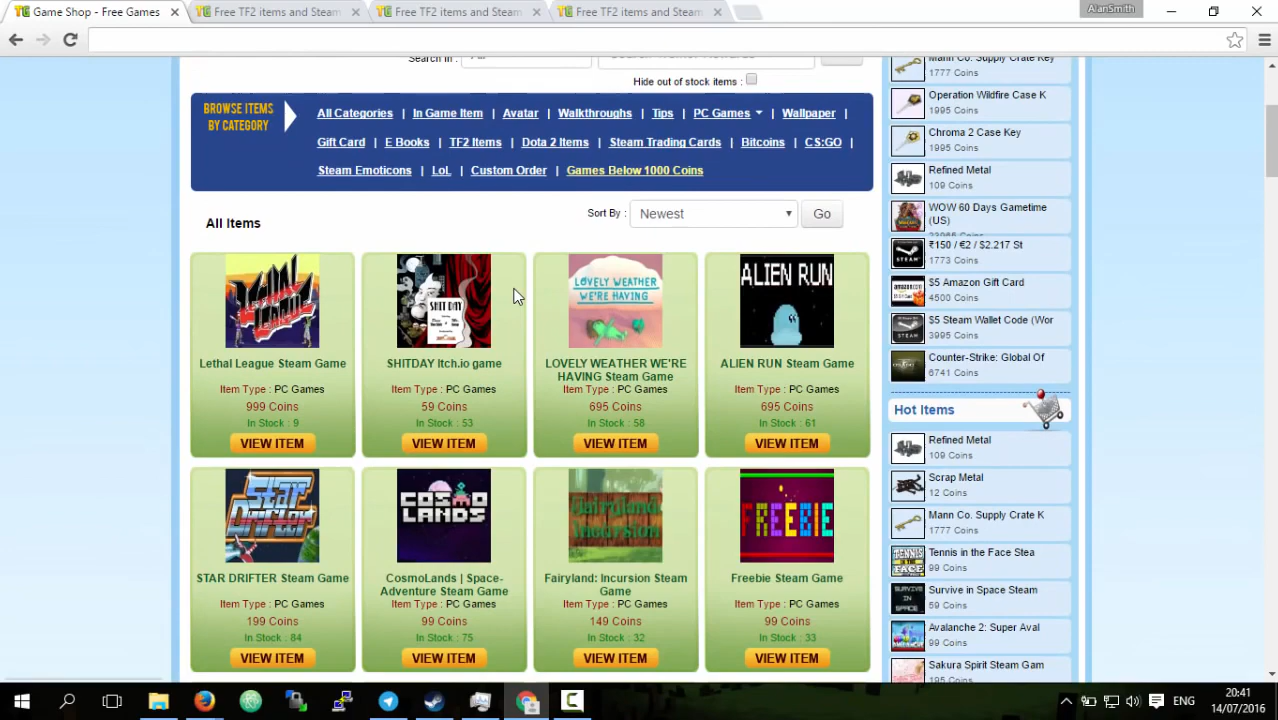 Game Shop - Free Games
Free TF2 items and Steam
Free TF2 items and Steam
Free TF2 items and Steam
AlanSmith
Search In :
Hide out of stock items :
BROWSE ITEMS
BY CATEGORY
All Categories | In Game Item | Avatar | Walkthroughs | Tips | PC Games | Wallpaper |
Gift Card | E Books | TF2 Items | Dota 2 Items | Steam Trading Cards | Bitcoins | CS:GO |
Steam Emoticons | LoL | Custom Order | Games Below 1000 Coins
All Items
Sort By : Newest Go
LETHAL LEAGUE
SHIT DAY
LOVELY WEATHER
WE'RE HAVING
ALIEN RUN
Lethal League Steam Game
Item Type : PC Games
999 Coins
In Stock : 9
VIEW ITEM
SHITDAY Itch.io game
Item Type : PC Games
59 Coins
In Stock : 53
VIEW ITEM
LOVELY WEATHER WE'RE
HAVING Steam Game
Item Type : PC Games
695 Coins
In Stock : 58
VIEW ITEM
ALIEN RUN Steam Game
Item Type : PC Games
695 Coins
In Stock : 61
VIEW ITEM
STAR
DRIFTER
COSMO
LANDS
Fairyland
Incursion
FREEBIE
STAR DRIFTER Steam Game
Item Type : PC Games
199 Coins
In Stock : 84
VIEW ITEM
CosmoLands | Space-
Adventure Steam Game
Item Type : PC Games
99 Coins
In Stock : 75
VIEW ITEM
Fairyland: Incursion Steam
Game
Item Type : PC Games
149 Coins
In Stock : 32
VIEW ITEM
Freebie Steam Game
Item Type : PC Games
99 Coins
In Stock : 33
VIEW ITEM
Mann Co. Supply Crate Key
1777 Coins
Operation Wildfire Case K
1995 Coins
Chroma 2 Case Key
1995 Coins
Refined Metal
109 Coins
WOW 60 Days Gametime
(US)
₹150 / €2 / $2.217 St
1773 Coins
$5 Amazon Gift Card
4500 Coins
$5 Steam Wallet Code (Wor
3995 Coins
Counter-Strike: Global Of
6741 Coins
Hot Items
Refined Metal
109 Coins
Scrap Metal
12 Coins
Mann Co. Supply Crate K
1777 Coins
Tennis in the Face Stea
99 Coins
Survive in Space Steam
59 Coins
Avalanche 2: Super Aval
99 Coins
Sakura Spirit Steam Gam
195 Coins
ENG
20:41
14/07/2016